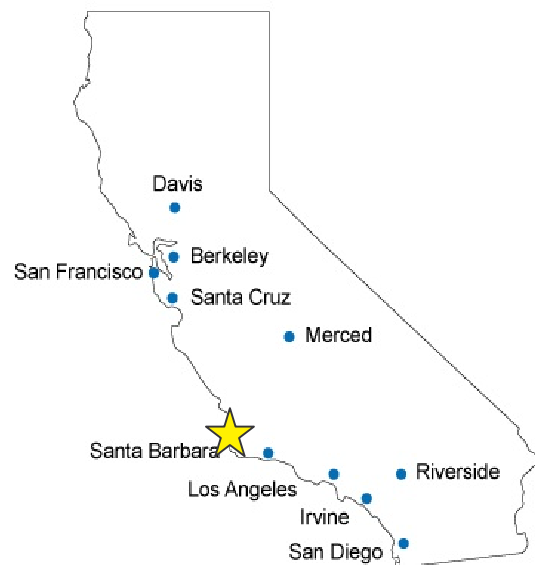 Davis
Berkeley
San Francisco
Santa Cruz
Merced
Santa Barbara
Riverside
Los Angeles
Irvine
San Diego